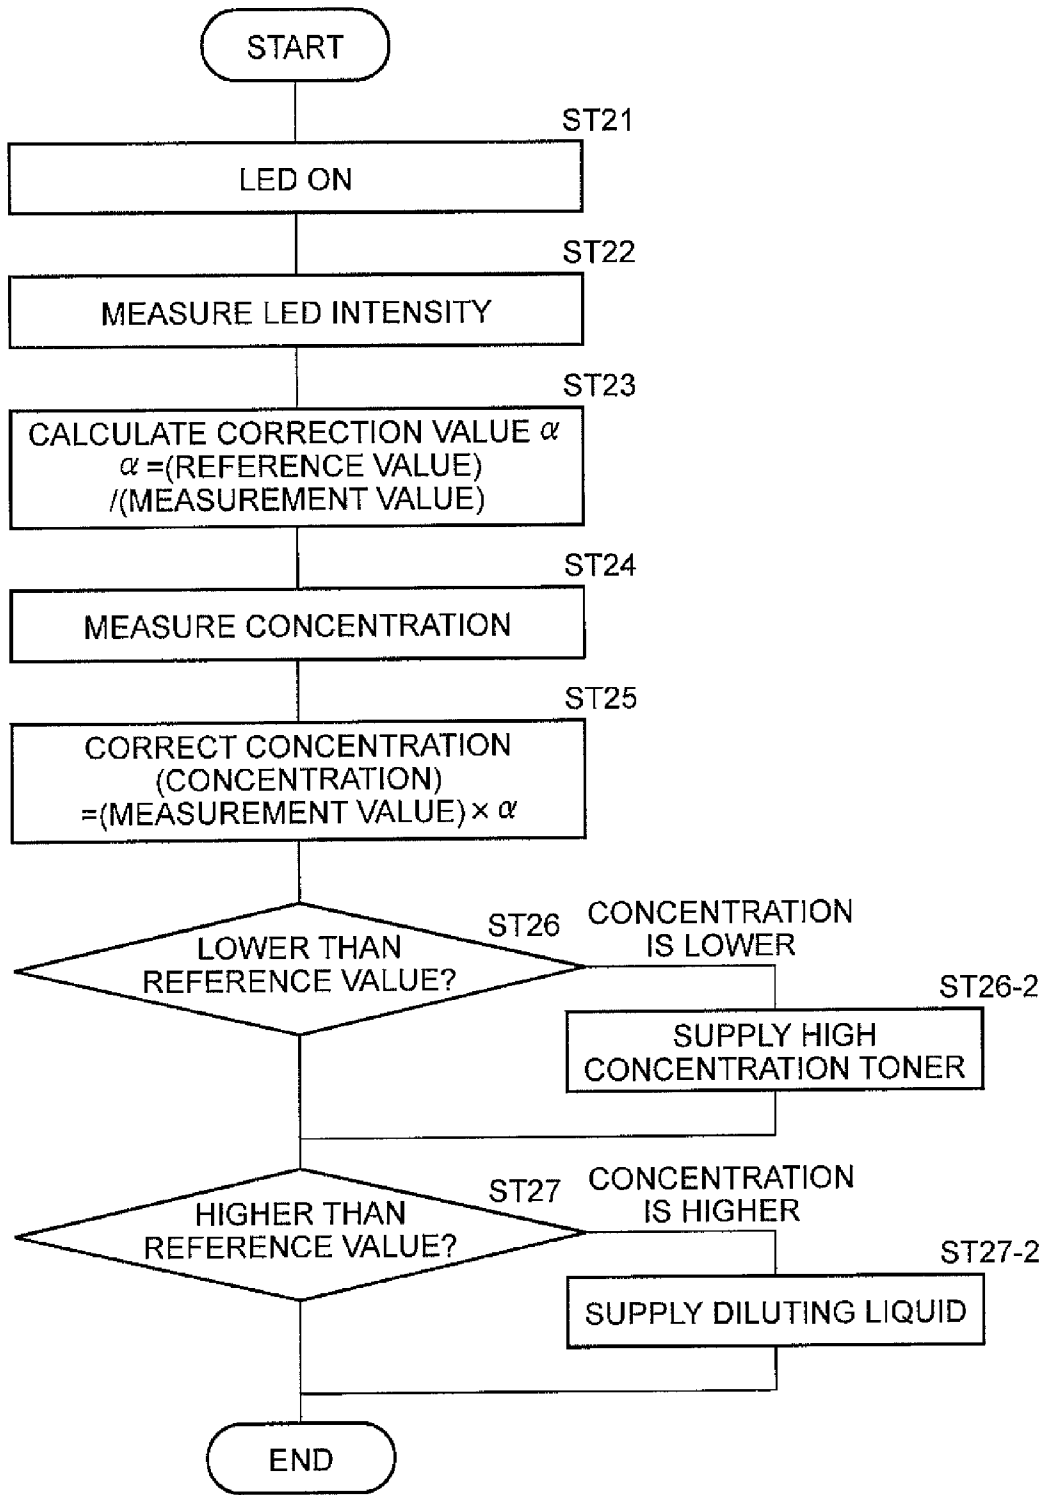 START
ST21
LED ON
ST22
MEASURE LED INTENSITY
ST23
CALCULATE CORRECTION VALUE α
α =(REFERENCE VALUE)
/(MEASUREMENT VALUE)
ST24
MEASURE CONCENTRATION
ST25
CORRECT CONCENTRATION
(CONCENTRATION)
=(MEASUREMENT VALUE) × α
ST26
LOWER THAN
REFERENCE VALUE?
CONCENTRATION
IS LOWER
ST26-2
SUPPLY HIGH
CONCENTRATION TONER
ST27
HIGHER THAN
REFERENCE VALUE?
CONCENTRATION
IS HIGHER
ST27-2
SUPPLY DILUTING LIQUID
END